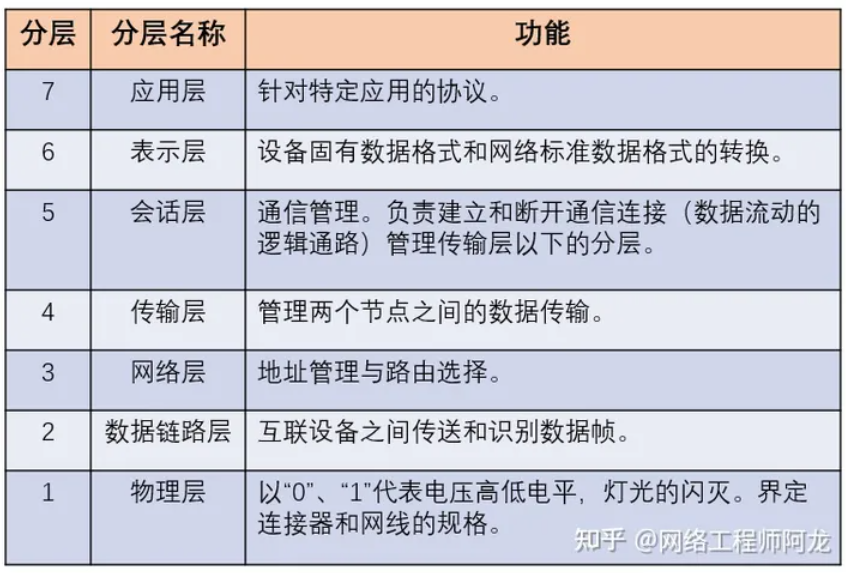 分层 分层名称 功能
7 应用层 针对特定应用的协议。
6 表示层 设备固有数据格式和网络标准数据格式的转换。
5 会话层 通信管理。负责建立和断开通信连接（数据流动的
逻辑通路）管理传输层以下的分层。
4 传输层 管理两个节点之间的数据传输。
3 网络层 地址管理与路由选择。
2 数据链路层 互联设备之间传送和识别数据帧。
1 物理层 以“0”、“1”代表电压高低电平，灯光的闪灭。界定
连接器和网线的规格。
知乎 @网络工程师阿龙